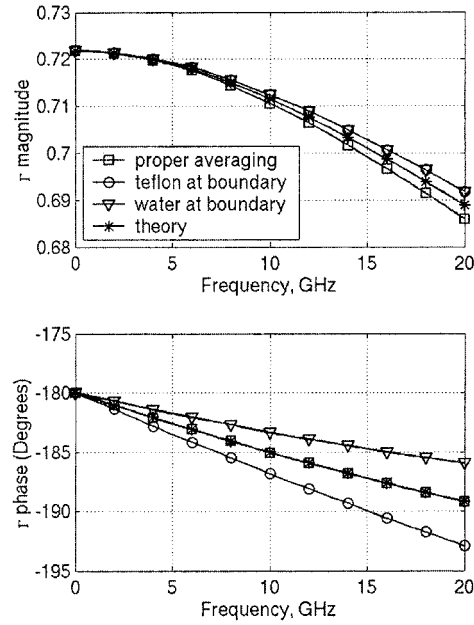 0.73
0.72
0.71
0.7
0.69
0.68
Γ magnitude
proper averaging
teflon at boundary
water at boundary
theory
0
5
10
15
20
Frequency, GHz
-175
-180
-185
-190
-195
Γ phase (Degrees)
0
5
10
15
20
Frequency, GHz